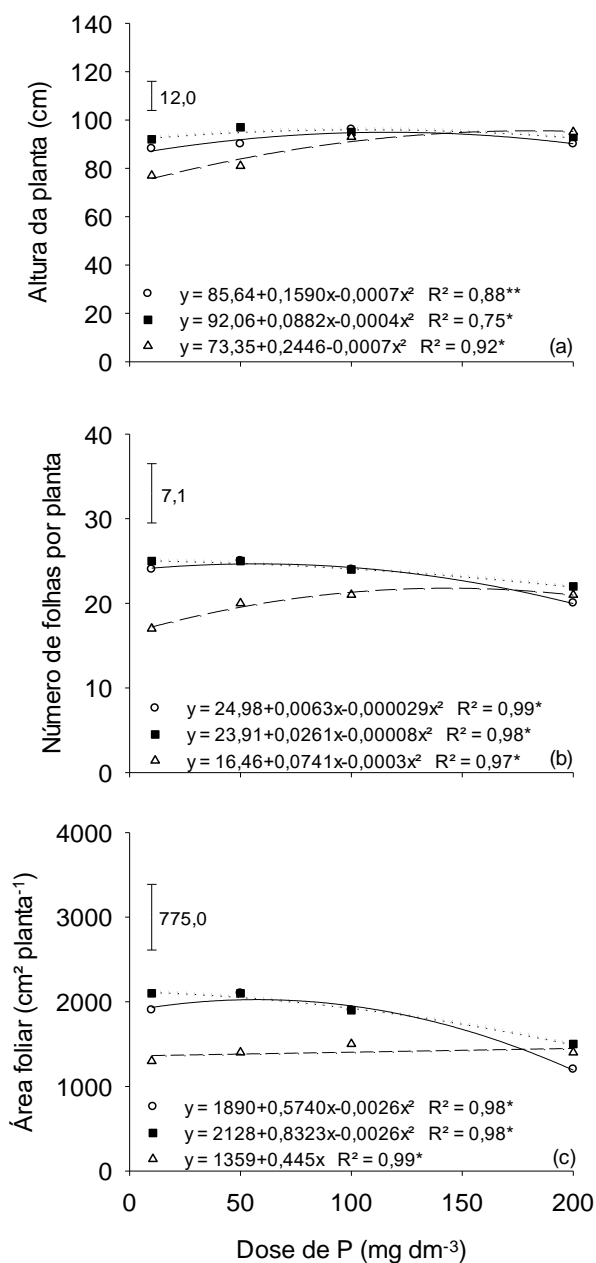 140
120
100
80
60
40
20
0
Altura da planta (cm)
12,0
y = 85,64+0,1590x-0,0007x² R² = 0,88**
y = 92,06+0,0882x-0,0004x² R² = 0,75*
y = 73,35+0,2446-0,0007x² R² = 0,92*
(a)
40
30
20
10
0
Número de folhas por planta
7,1
y = 24,98+0,0063x-0,000029x² R² = 0,99*
y = 23,91+0,0261x-0,00008x² R² = 0,98*
y = 16,46+0,0741x-0,0003x² R² = 0,97*
(b)
4000
3000
2000
1000
0
Área foliar (cm² planta⁻¹)
775,0
y = 1890+0,5740x-0,0026x² R² = 0,98*
y = 2128+0,8323x-0,0026x² R² = 0,98*
y = 1359+0,445x R² = 0,99*
(c)
0 50 100 150 200
Dose de P (mg dm⁻³)